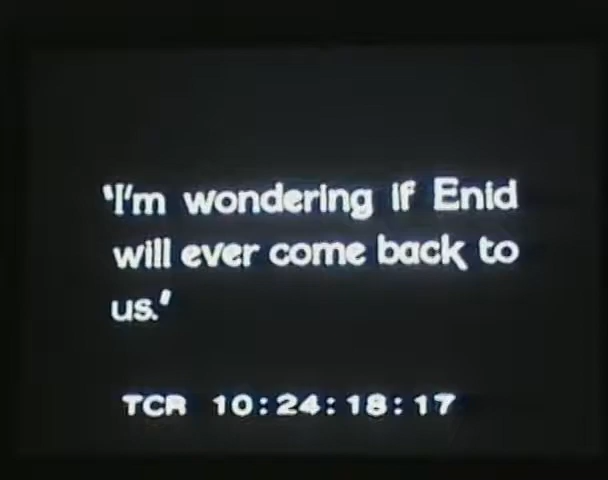 'I'm wondering if Enid
will ever come back to
us.'
TCR 10:24:18:17